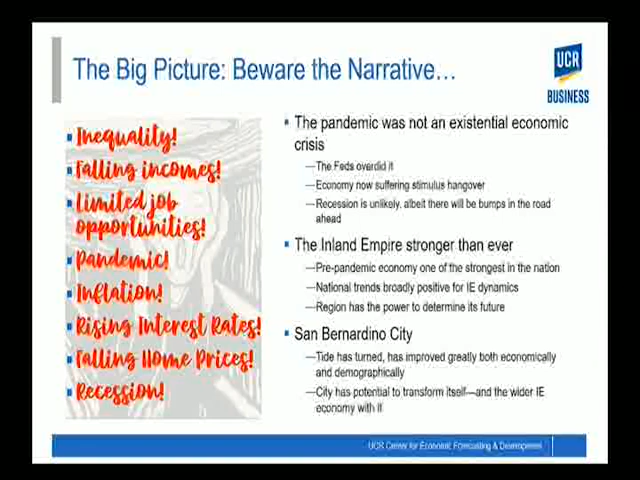 The Big Picture: Beware the Narrative…
UCR
BUSINESS
Inequality!
Falling incomes!
Limited job
opportunities!
Pandemic!
Inflation!
Rising Interest Rates!
Falling Home Prices!
Recession!
The pandemic was not an existential economic
crisis
—The Feds overdid it
—Economy now suffering stimulus hangover
—Recession is unlikely, albeit there will be bumps in the road
ahead
The Inland Empire stronger than ever
—Pre-pandemic economy one of the strongest in the nation
—National trends broadly positive for IE dynamics
—Region has the power to determine its future
San Bernardino City
—Tide has turned, has improved greatly both economically
and demographically
—City has potential to transform itself—and the wider IE
economy with it
UCR Center for Economic Forecasting & Development